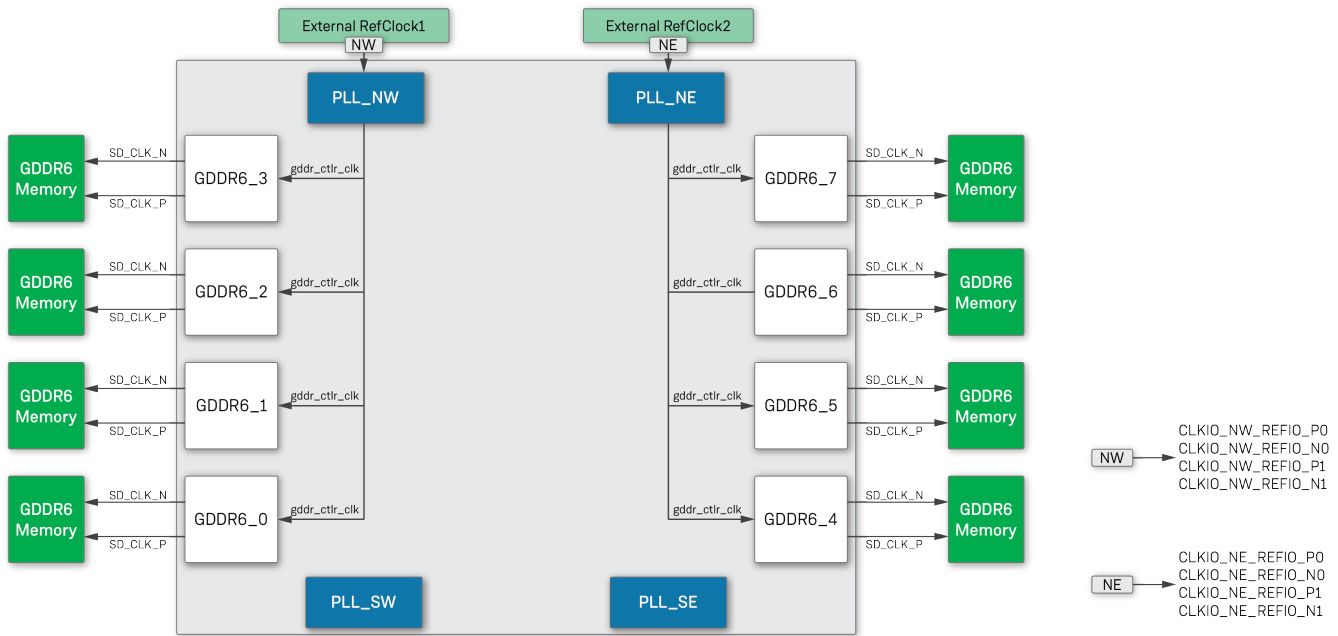 External RefClock1
NW
External RefClock2
NE
PLL_NW
PLL_NE
GDDR6
Memory
SD_CLK_N
SD_CLK_P
GDDR6_3
gddr_ctlr_clk
gddr_ctlr_clk
GDDR6_7
SD_CLK_N
SD_CLK_P
GDDR6
Memory
GDDR6
Memory
SD_CLK_N
SD_CLK_P
GDDR6_2
gddr_ctlr_clk
gddr_ctlr_clk
GDDR6_6
SD_CLK_N
SD_CLK_P
GDDR6
Memory
GDDR6
Memory
SD_CLK_N
SD_CLK_P
GDDR6_1
gddr_ctlr_clk
gddr_ctlr_clk
GDDR6_5
SD_CLK_N
SD_CLK_P
GDDR6
Memory
GDDR6
Memory
SD_CLK_N
SD_CLK_P
GDDR6_0
gddr_ctlr_clk
gddr_ctlr_clk
GDDR6_4
SD_CLK_N
SD_CLK_P
GDDR6
Memory
PLL_SW
PLL_SE
NW
CLKIO_NW_REFIO_P0
CLKIO_NW_REFIO_N0
CLKIO_NW_REFIO_P1
CLKIO_NW_REFIO_N1
NE
CLKIO_NE_REFIO_P0
CLKIO_NE_REFIO_N0
CLKIO_NE_REFIO_P1
CLKIO_NE_REFIO_N1